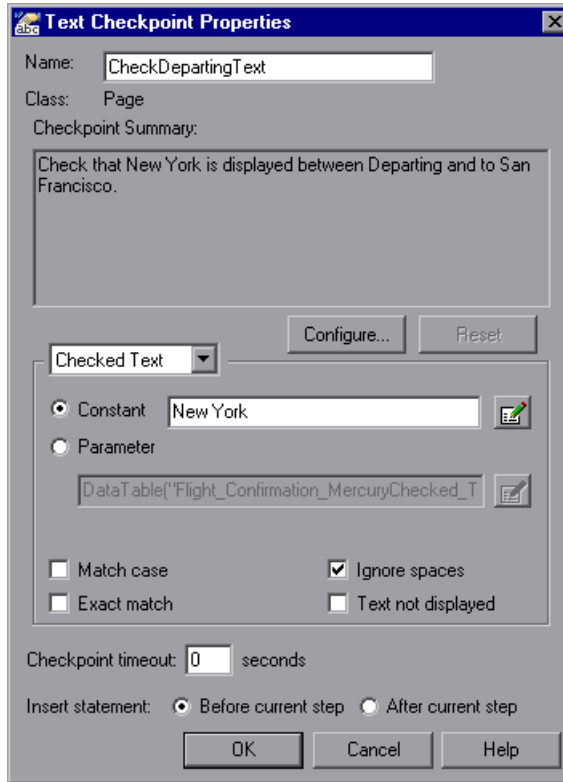 Text Checkpoint Properties
Name: CheckDepartingText
Class: Page
Checkpoint Summary:
Check that New York is displayed between Departing and to San
Francisco.
Configure... Reset
Checked Text
Constant New York
Parameter
DataTable("Flight_Confirmation_MercuryChecked_T
Match case Ignore spaces
Exact match Text not displayed
Checkpoint timeout: 0 seconds
Insert statement: Before current step After current step
OK Cancel Help